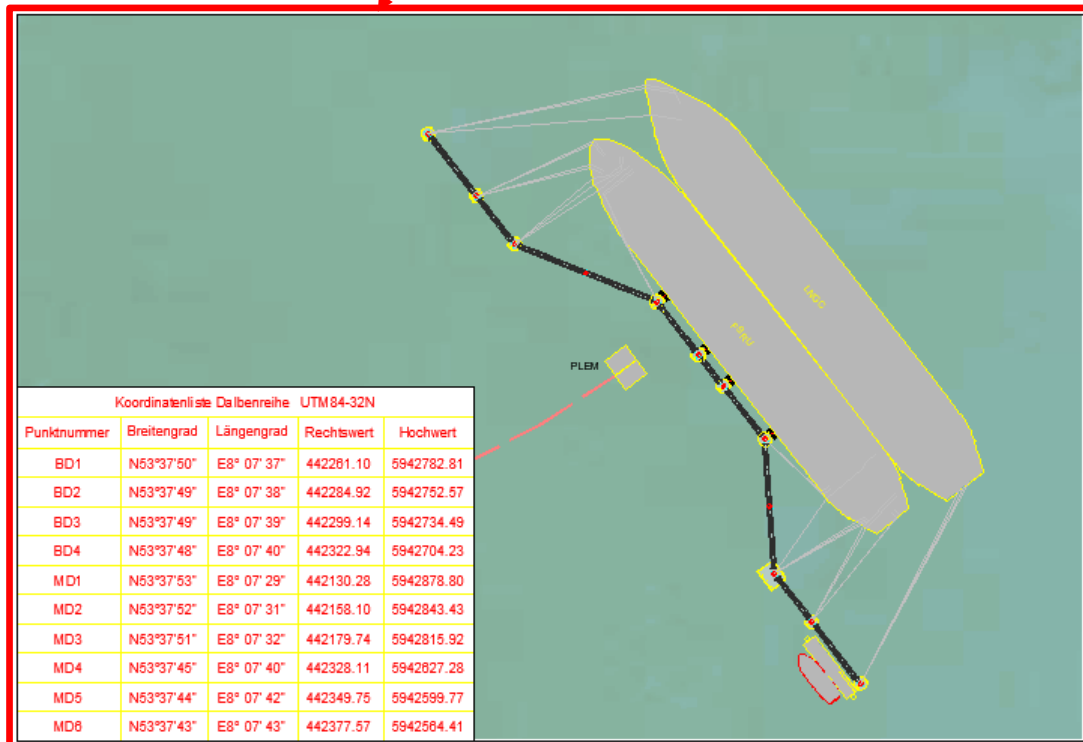 LNGC
FSRU
PLEM
Koordinatenliste Dalbenreihe UTM84-32N
Punktnummer Breitengrad Längengrad Rechtswert Hochwert
BD1 N53°37'50" E8° 07' 37" 442261.10 5942782.81
BD2 N53°37'49" E8° 07' 38" 442284.92 5942752.57
BD3 N53°37'49" E8° 07' 39" 442299.14 5942734.49
BD4 N53°37'48" E8° 07' 40" 442322.94 5942704.23
MD1 N53°37'53" E8° 07' 29" 442130.28 5942878.80
MD2 N53°37'52" E8° 07' 31" 442158.10 5942843.43
MD3 N53°37'51" E8° 07' 32" 442179.74 5942815.92
MD4 N53°37'45" E8° 07' 40" 442328.11 5942627.28
MD5 N53°37'44" E8° 07' 42" 442349.75 5942599.77
MD6 N53°37'43" E8° 07' 43" 442377.57 5942564.41